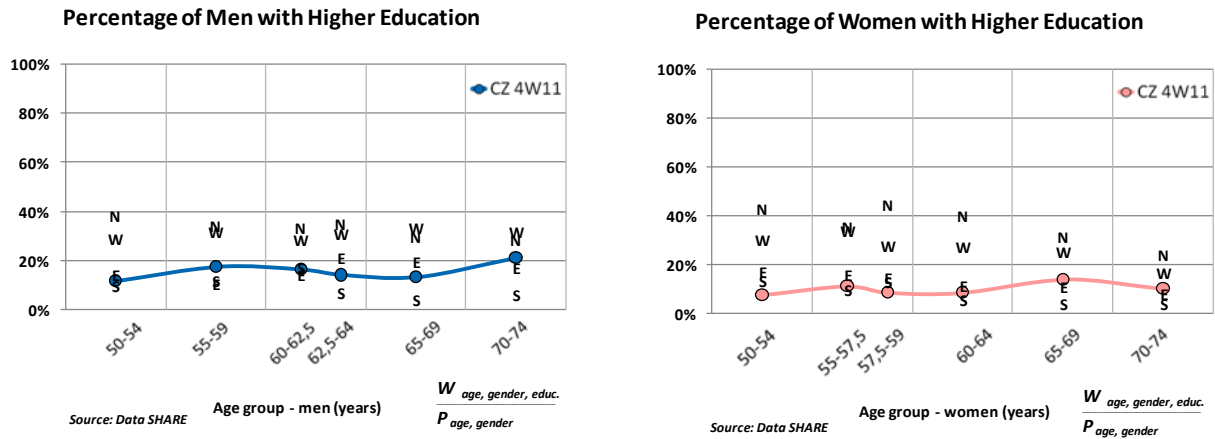 Percentage of Men with Higher Education
100%
80%
60%
40%
20%
0%
CZ 4W11
N
W
E
S
N
W
S
E
N
W
S
E
N
W
E
S
W
N
E
S
W
N
E
S
50-54
55-59
60-62,5
62,5-64
65-69
70-74
Source: Data SHARE
Age group - men (years)
W age, gender, educ.
P age, gender
Percentage of Women with Higher Education
100%
80%
60%
40%
20%
0%
CZ 4W11
N
W
E
S
N
W
E
S
N
W
E
S
N
W
E
S
N
W
E
S
N
W
E
S
50-54
55-57,5
57,5-59
60-64
65-69
70-74
Source: Data SHARE
Age group - women (years)
W age, gender, educ.
P age, gender